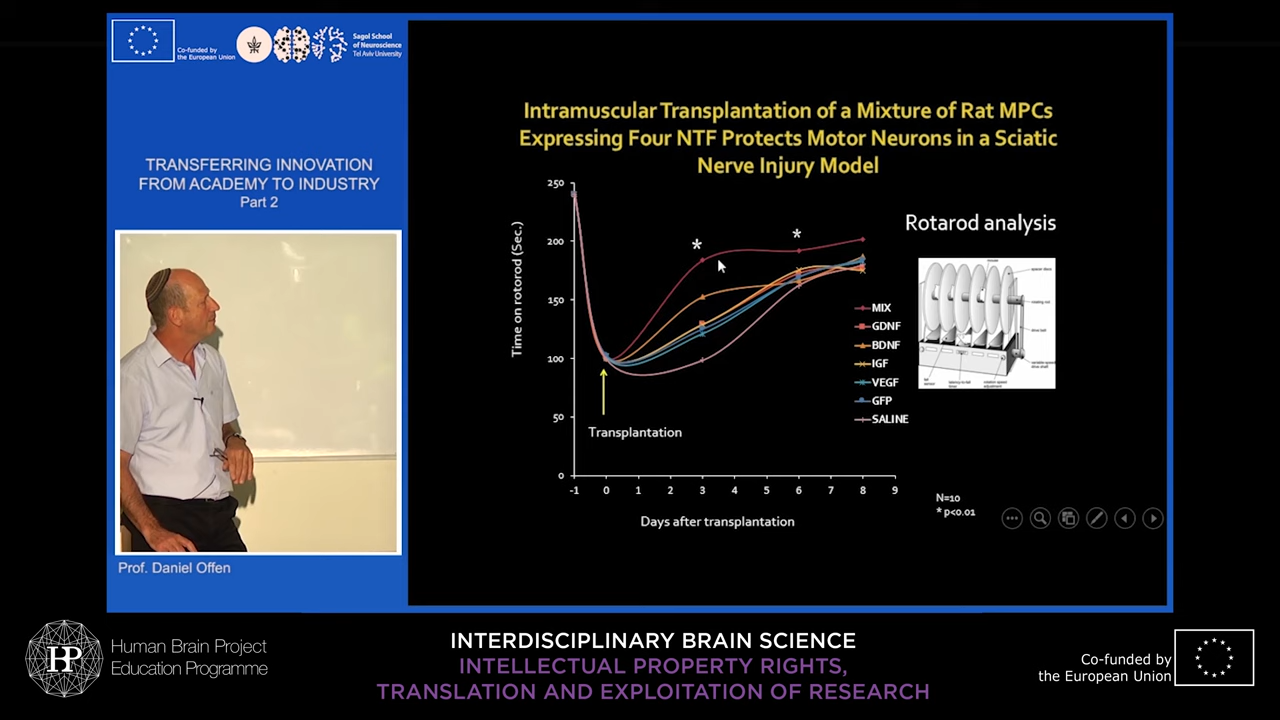 Co-funded by
the European Union
Sagol School
of Neuroscience
Tel Aviv University
TRANSFERRING INNOVATION
FROM ACADEMY TO INDUSTRY
Part 2
Prof. Daniel Offen
Intramuscular Transplantation of a Mixture of Rat MPCs
Expressing Four NTF Protects Motor Neurons in a Sciatic
Nerve Injury Model
Rotarod analysis
Time on rotorod (Sec.)
250
200
150
100
50
0
*
*
Transplantation
-1 0 1 2 3 4 5 6 7 8 9
Days after transplantation
MIX
GDNF
BDNF
IGF
VEGF
GFP
SALINE
N=10
* p<0.01
HBP
Human Brain Project
Education Programme
INTERDISCIPLINARY BRAIN SCIENCE
INTELLECTUAL PROPERTY RIGHTS,
TRANSLATION AND EXPLOITATION OF RESEARCH
Co-funded by
the European Union